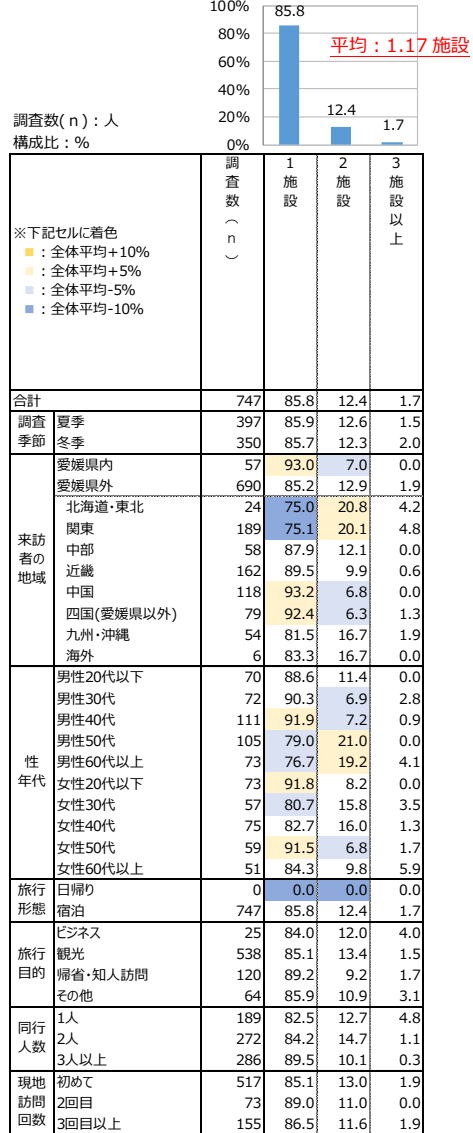 100%
80%
60%
40%
20%
0%
85.8
12.4
1.7
平均：1.17 施設
調査数(ｎ)：人
構成比：%
調査数（ｎ）
1施設
2施設
3施設以上
※下記セルに着色
■：全体平均+10%
■：全体平均+5%
■：全体平均-5%
■：全体平均-10%
合計 747 85.8 12.4 1.7
調査季節
夏季 397 85.9 12.6 1.5
冬季 350 85.7 12.3 2.0
来訪者の地域
愛媛県内 57 93.0 7.0 0.0
愛媛県外 690 85.2 12.9 1.9
北海道・東北 24 75.0 20.8 4.2
関東 189 75.1 20.1 4.8
中部 58 87.9 12.1 0.0
近畿 162 89.5 9.9 0.6
中国 118 93.2 6.8 0.0
四国(愛媛県以外) 79 92.4 6.3 1.3
九州・沖縄 54 81.5 16.7 1.9
海外 6 83.3 16.7 0.0
性年代
男性20代以下 70 88.6 11.4 0.0
男性30代 72 90.3 6.9 2.8
男性40代 111 91.9 7.2 0.9
男性50代 105 79.0 21.0 0.0
男性60代以上 73 76.7 19.2 4.1
女性20代以下 73 91.8 8.2 0.0
女性30代 57 80.7 15.8 3.5
女性40代 75 82.7 16.0 1.3
女性50代 59 91.5 6.8 1.7
女性60代以上 51 84.3 9.8 5.9
旅行形態
日帰り 0 0.0 0.0 0.0
宿泊 747 85.8 12.4 1.7
旅行目的
ビジネス 25 84.0 12.0 4.0
観光 538 85.1 13.4 1.5
帰省・知人訪問 120 89.2 9.2 1.7
その他 64 85.9 10.9 3.1
同行人数
1人 189 82.5 12.7 4.8
2人 272 84.2 14.7 1.1
3人以上 286 89.5 10.1 0.3
現地訪問回数
初めて 517 85.1 13.0 1.9
2回目 73 89.0 11.0 0.0
3回目以上 155 86.5 11.6 1.9